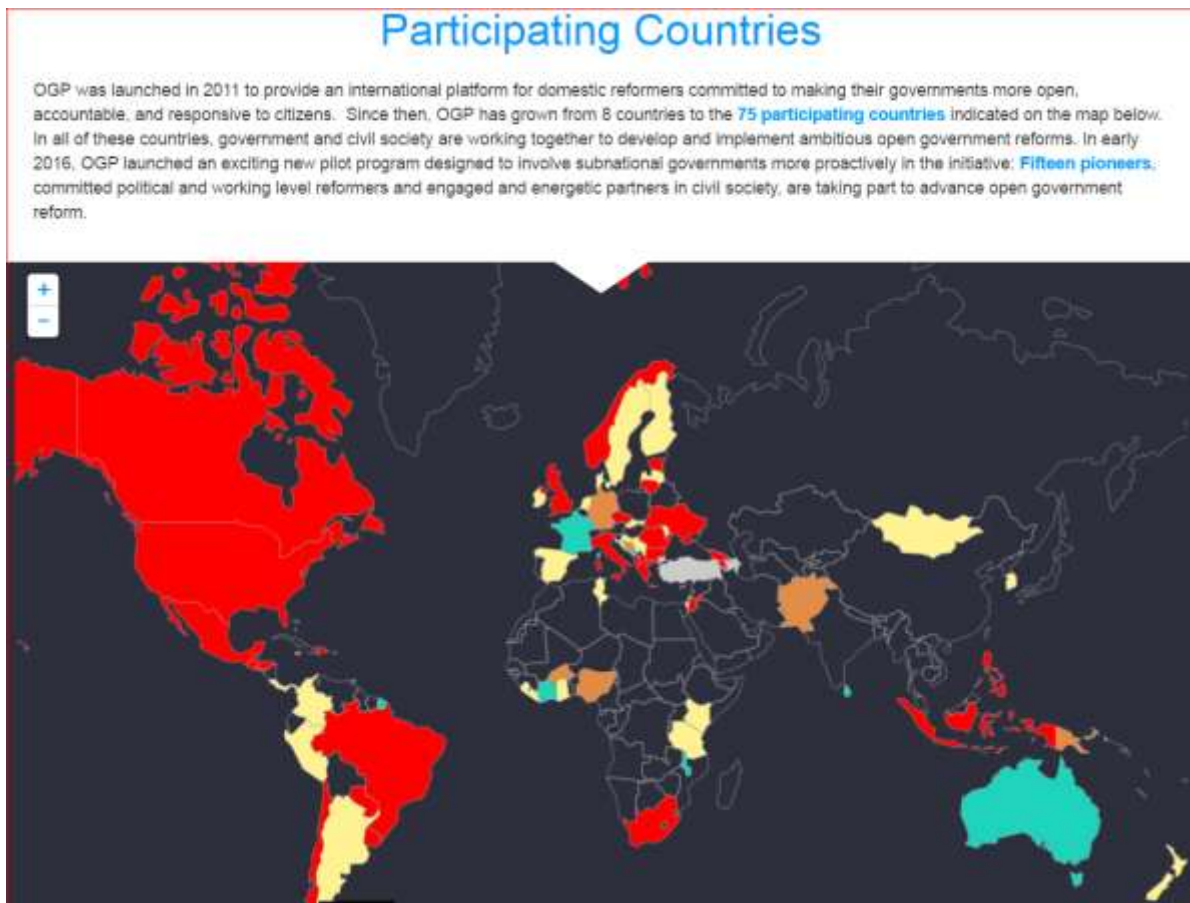 Participating Countries
OGP was launched in 2011 to provide an international platform for domestic reformers committed to making their governments more open,
accountable, and responsive to citizens. Since then, OGP has grown from 8 countries to the 75 participating countries indicated on the map below.
In all of these countries, government and civil society are working together to develop and implement ambitious open government reforms. In early
2016, OGP launched an exciting new pilot program designed to involve subnational governments more proactively in the initiative: Fifteen pioneers,
committed political and working level reformers and engaged and energetic partners in civil society, are taking part to advance open government
reform.
+
−